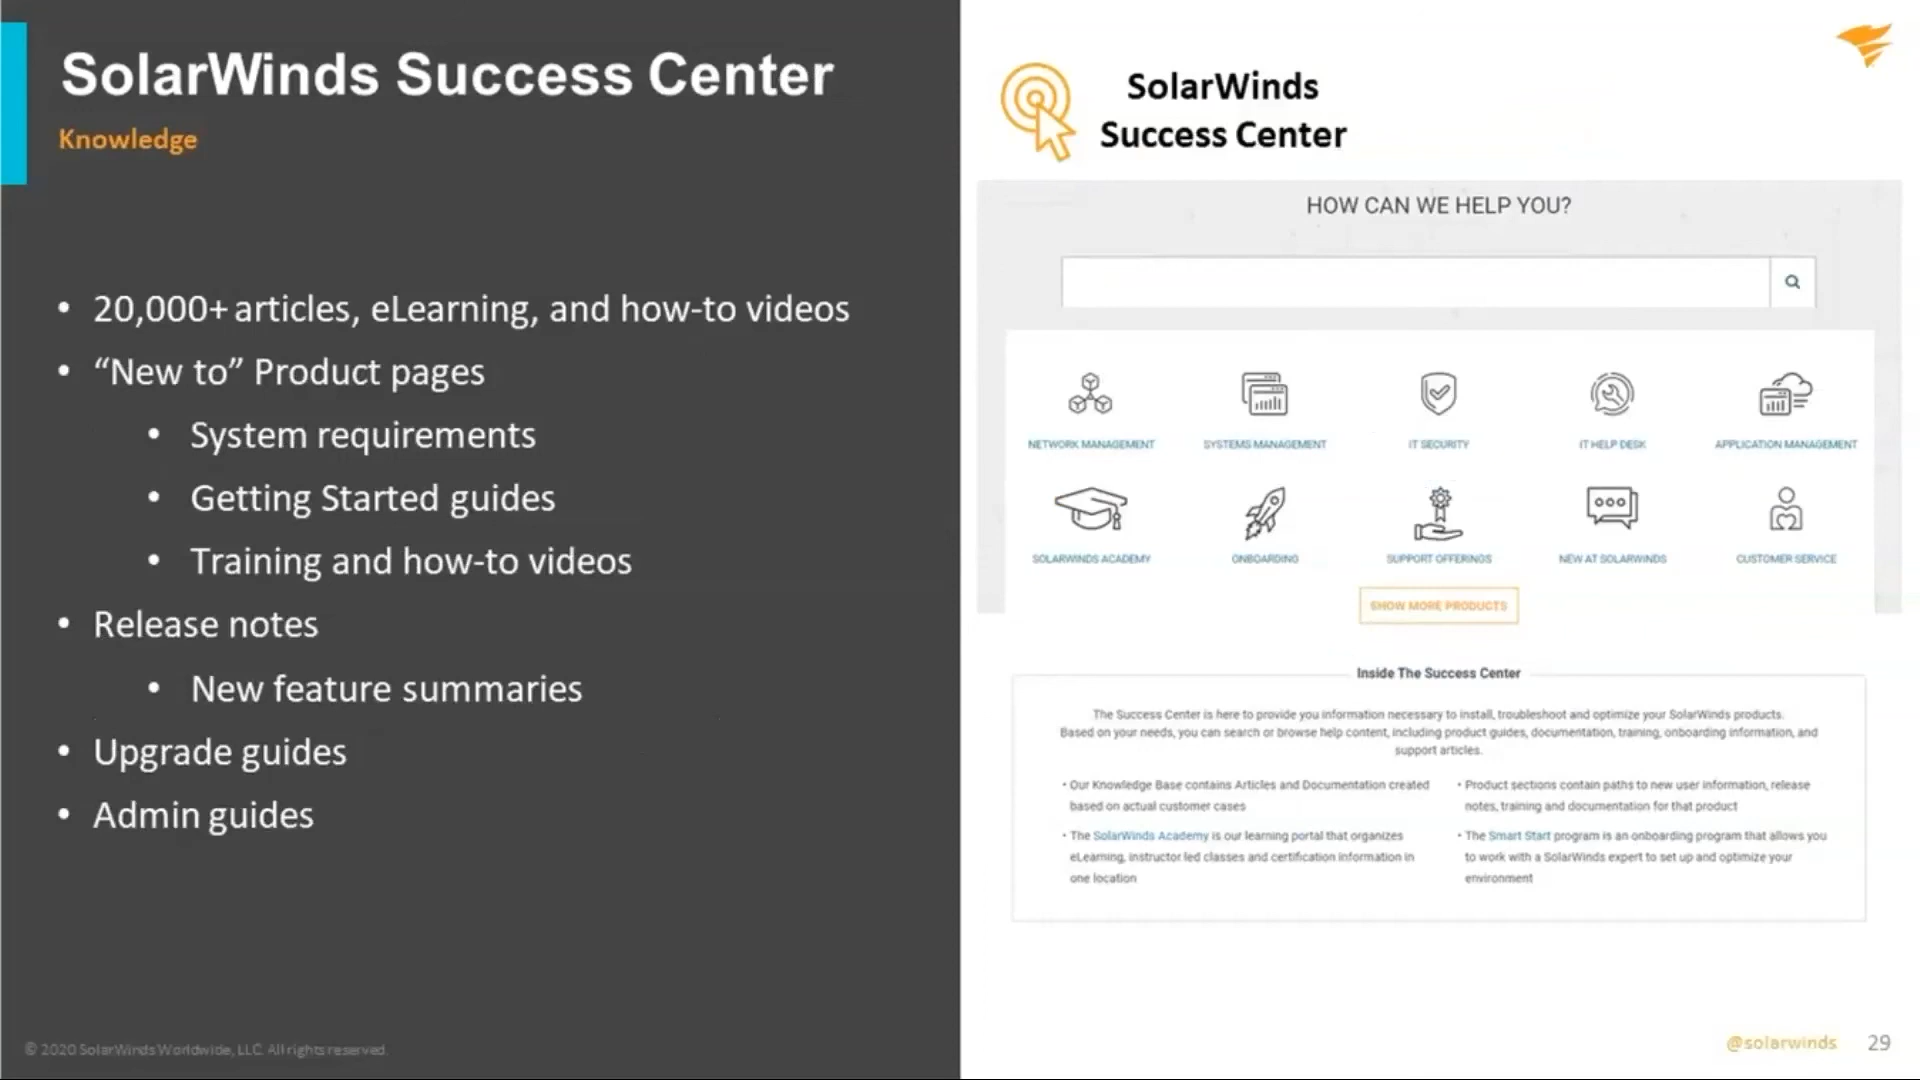 SolarWinds Success Center
Knowledge
• 20,000+ articles, eLearning, and how-to videos
• “New to” Product pages
• System requirements
• Getting Started guides
• Training and how-to videos
• Release notes
• New feature summaries
• Upgrade guides
• Admin guides
© 2020 SolarWinds Worldwide, LLC. All rights reserved.
SolarWinds
Success Center
HOW CAN WE HELP YOU?
NETWORK MANAGEMENT
SYSTEMS MANAGEMENT
IT SECURITY
IT HELP DESK
APPLICATION MANAGEMENT
SOLARWINDS ACADEMY
ONBOARDING
SUPPORT OFFERINGS
NEW AT SOLARWINDS
CUSTOMER SERVICE
SHOW MORE PRODUCTS
Inside The Success Center
The Success Center is here to provide you information necessary to install, troubleshoot and optimize your SolarWinds products.
Based on your needs, you can search or browse help content, including product guides, documentation, training, onboarding information, and
support articles.
• Our Knowledge Base contains Articles and Documentation created
based on actual customer cases
• The SolarWinds Academy is our learning portal that organizes
eLearning, instructor led classes and certification information in
one location
• Product sections contain paths to new user information, release
notes, training and documentation for that product
• The Smart Start program is an onboarding program that allows you
to work with a SolarWinds expert to set up and optimize your
environment
@solarwinds
29